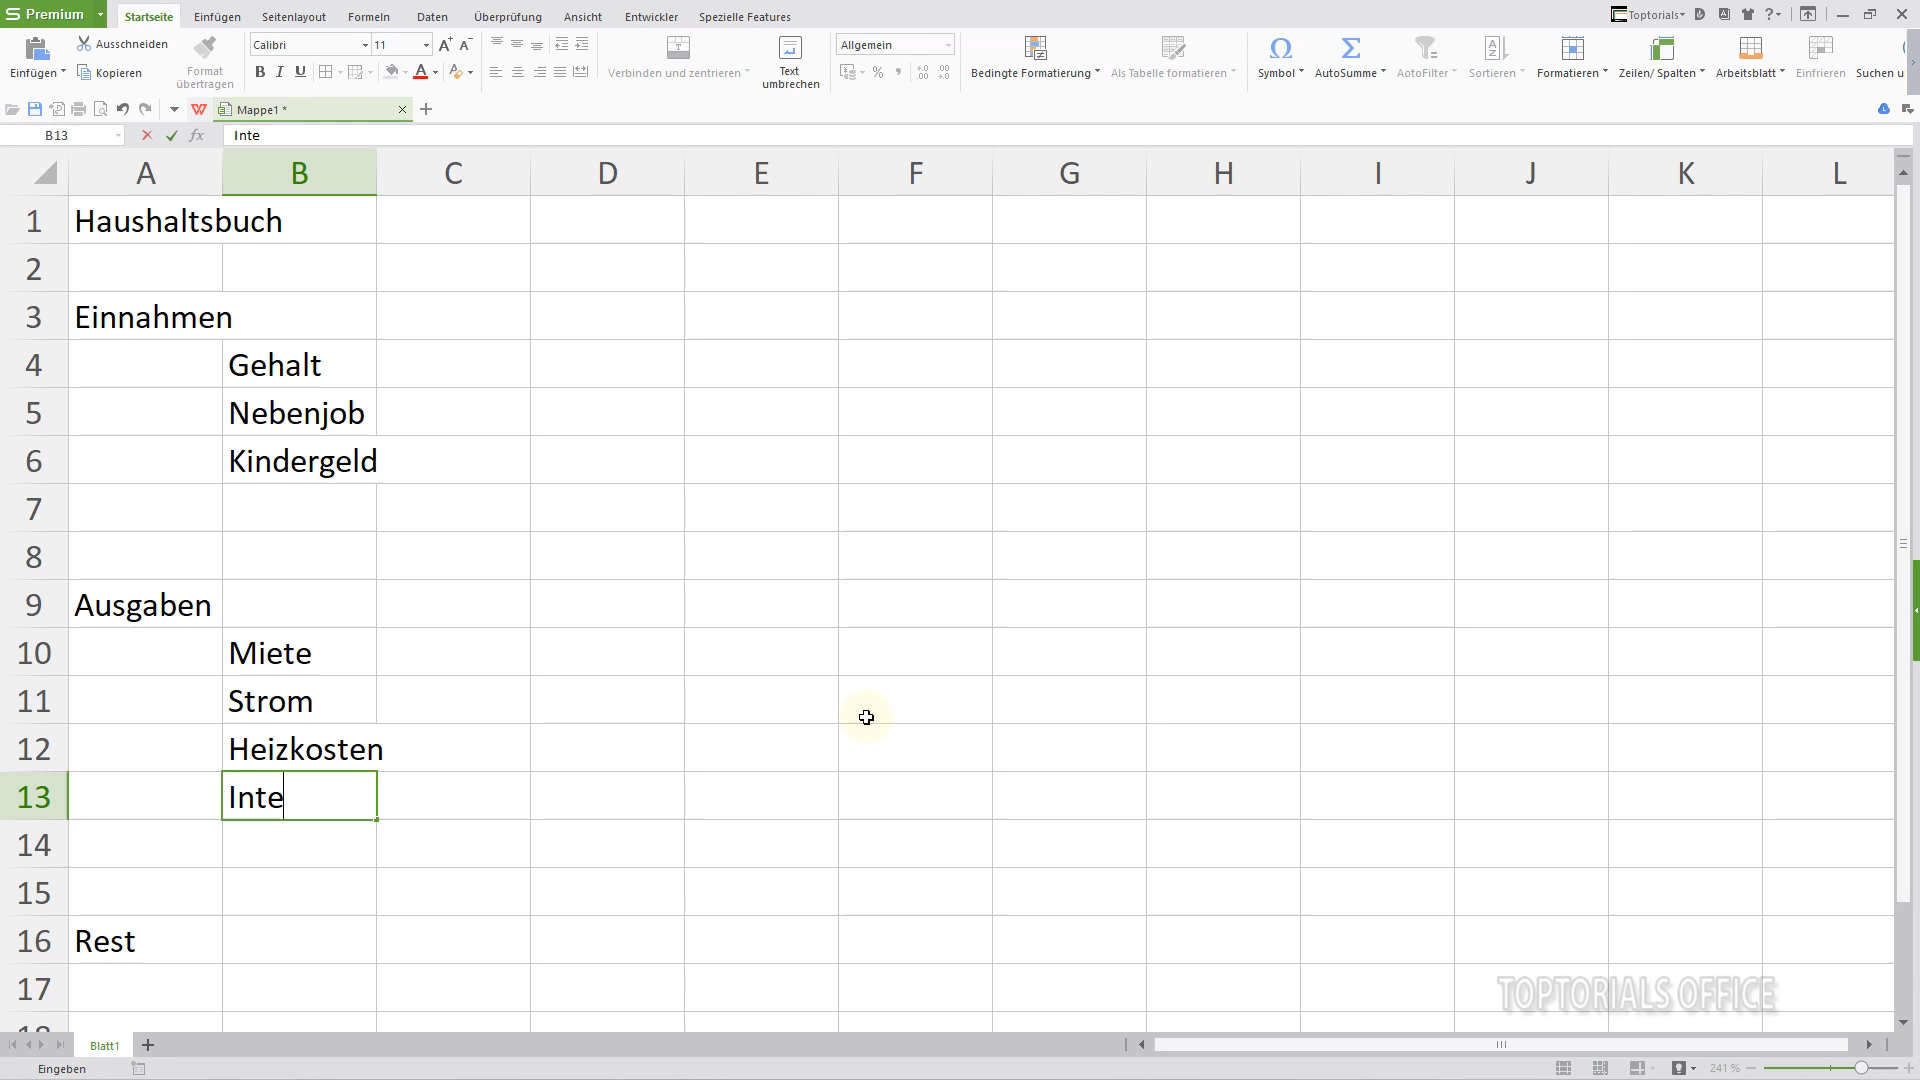 Premium
Startseite Einfügen Seitenlayout Formeln Daten Überprüfung Ansicht Entwickler Spezielle Features
Toptorials
Einfügen
Ausschneiden
Kopieren
Format übertragen
Calibri 11
Verbinden und zentrieren
Text umbrechen
Allgemein
Bedingte Formatierung
Als Tabelle formatieren
Symbol
AutoSumme
AutoFilter
Sortieren
Formatieren
Zeilen/ Spalten
Arbeitsblatt
Einfrieren
Suchen u
Mappe1 *
B13 fx Inte
A B C D E F G H I J K L
1 Haushaltsbuch
2
3 Einnahmen
4 Gehalt
5 Nebenjob
6 Kindergeld
7
8
9 Ausgaben
10 Miete
11 Strom
12 Heizkosten
13 Inte
14
15
16 Rest
17
18
TOPTORIALS OFFICE
Blatt1
Eingeben
241 %